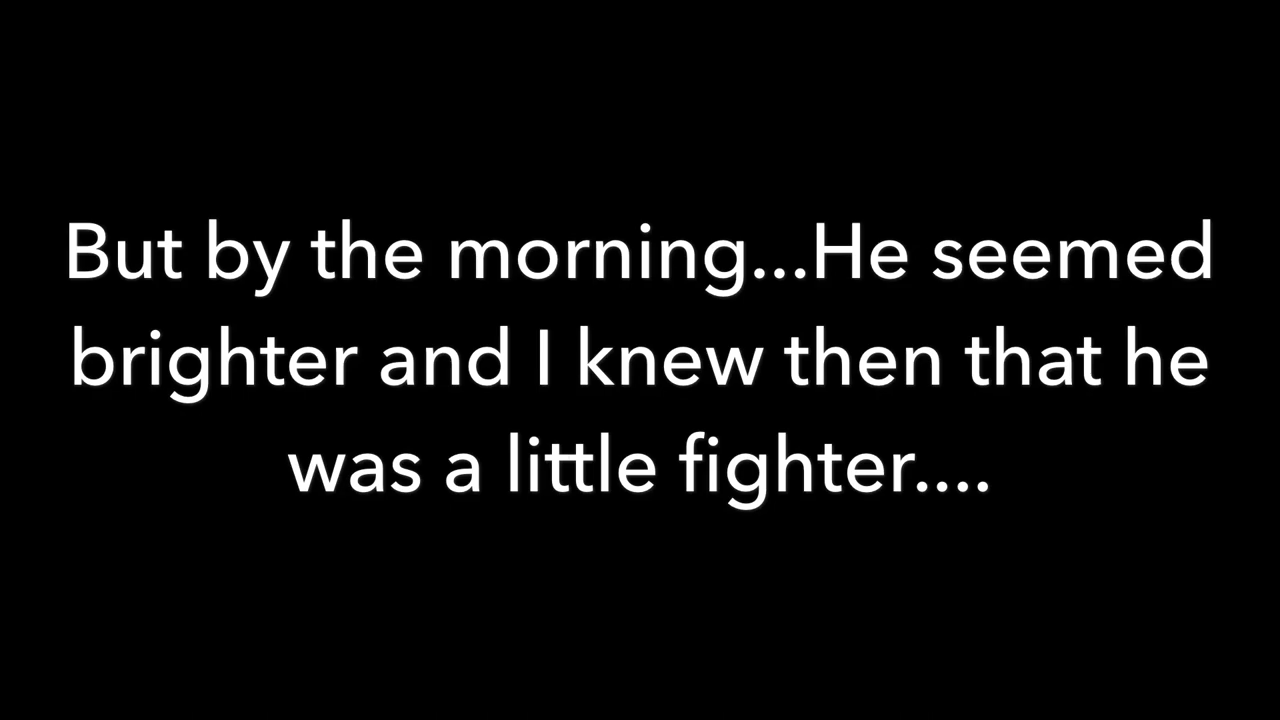 But by the morning...He seemed
brighter and I knew then that he
was a little fighter....